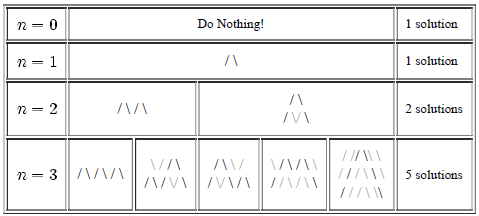 n = 0 Do Nothing! 1 solution
n = 1 /\ 1 solution
n = 2 /\/\ /\ 2 solutions
/\/\
n = 3 /\/\/\ 5 solutions